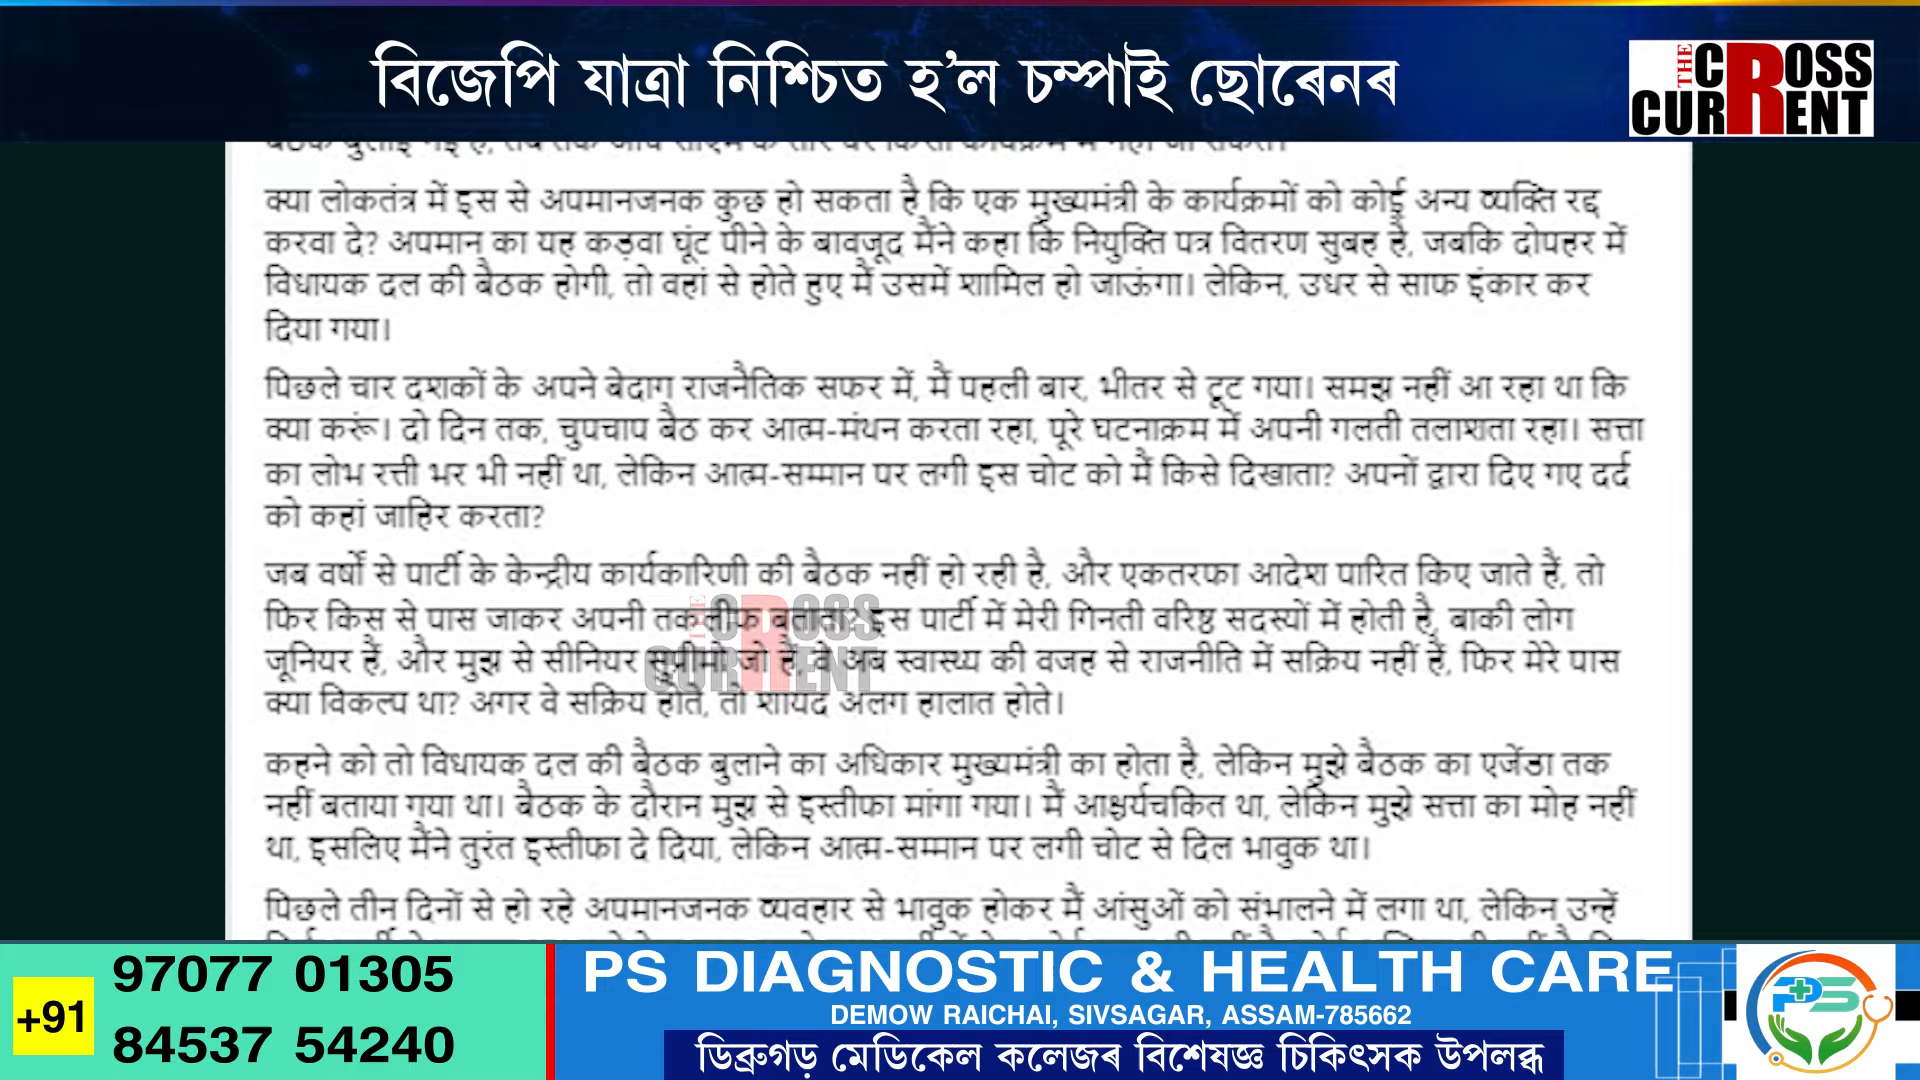 বিজেপি যাত্ৰা নিশ্চিত হ'ল চম্পাই ছোৰেনৰ
THE CROSS
CURRENT
क्या लोकतंत्र में इस से अपमानजनक कुछ हो सकता है कि एक मुख्यमंत्री के कार्यक्रमों को कोई अन्य व्यक्ति रद्द
करवा दे? अपमान का यह कड़वा घूंट पीने के बावजूद मैंने कहा कि नियुक्ति पत्र वितरण सुबह है, जबकि दोपहर में
विधायक दल की बैठक होगी, तो वहां से होते हुए मैं उसमें शामिल हो जाऊंगा। लेकिन, उधर से साफ इंकार कर
दिया गया।
पिछले चार दशकों के अपने बेदाग राजनैतिक सफर में, मैं पहली बार, भीतर से टूट गया। समझ नहीं आ रहा था कि
क्या करूं। दो दिन तक, चुपचाप बैठ कर आत्म-मंथन करता रहा, पूरे घटनाक्रम में अपनी गलती तलाशता रहा। सत्ता
का लोभ रत्ती भर भी नहीं था, लेकिन आत्म-सम्मान पर लगी इस चोट को मैं किसे दिखाता? अपनों द्वारा दिए गए दर्द
को कहां जाहिर करता?
जब वर्षों से पार्टी के केन्द्रीय कार्यकारिणी की बैठक नहीं हो रही है, और एकतरफा आदेश पारित किए जाते हैं, तो
फिर किस से पास जाकर अपनी तकलीफ बताता? इस पार्टी में मेरी गिनती वरिष्ठ सदस्यों में होती है, बाकी लोग
जूनियर हैं, और मुझ से सीनियर सुप्रीमो जो हैं, वे अब स्वास्थ्य की वजह से राजनीति में सक्रिय नहीं हैं, फिर मेरे पास
क्या विकल्प था? अगर वे सक्रिय होते, तो शायद अलग हालात होते।
THE CROSS
CURRENT
कहने को तो विधायक दल की बैठक बुलाने का अधिकार मुख्यमंत्री का होता है, लेकिन मुझे बैठक का एजेंडा तक
नहीं बताया गया था। बैठक के दौरान मुझ से इस्तीफा मांगा गया। मैं आश्चर्यचकित था, लेकिन मुझे सत्ता का मोह नहीं
था, इसलिए मैंने तुरंत इस्तीफा दे दिया, लेकिन आत्म-सम्मान पर लगी चोट से दिल भावुक था।
पिछले तीन दिनों से हो रहे अपमानजनक व्यवहार से भावुक होकर मैं आंसुओं को संभालने में लगा था, लेकिन उन्हें
+91
97077 01305
84537 54240
PS DIAGNOSTIC & HEALTH CARE
DEMOW RAICHAI, SIVSAGAR, ASSAM-785662
ডিব্ৰুগড় মেডিকেল কলেজৰ বিশেষজ্ঞ চিকিৎসক উপলব্ধ
PS